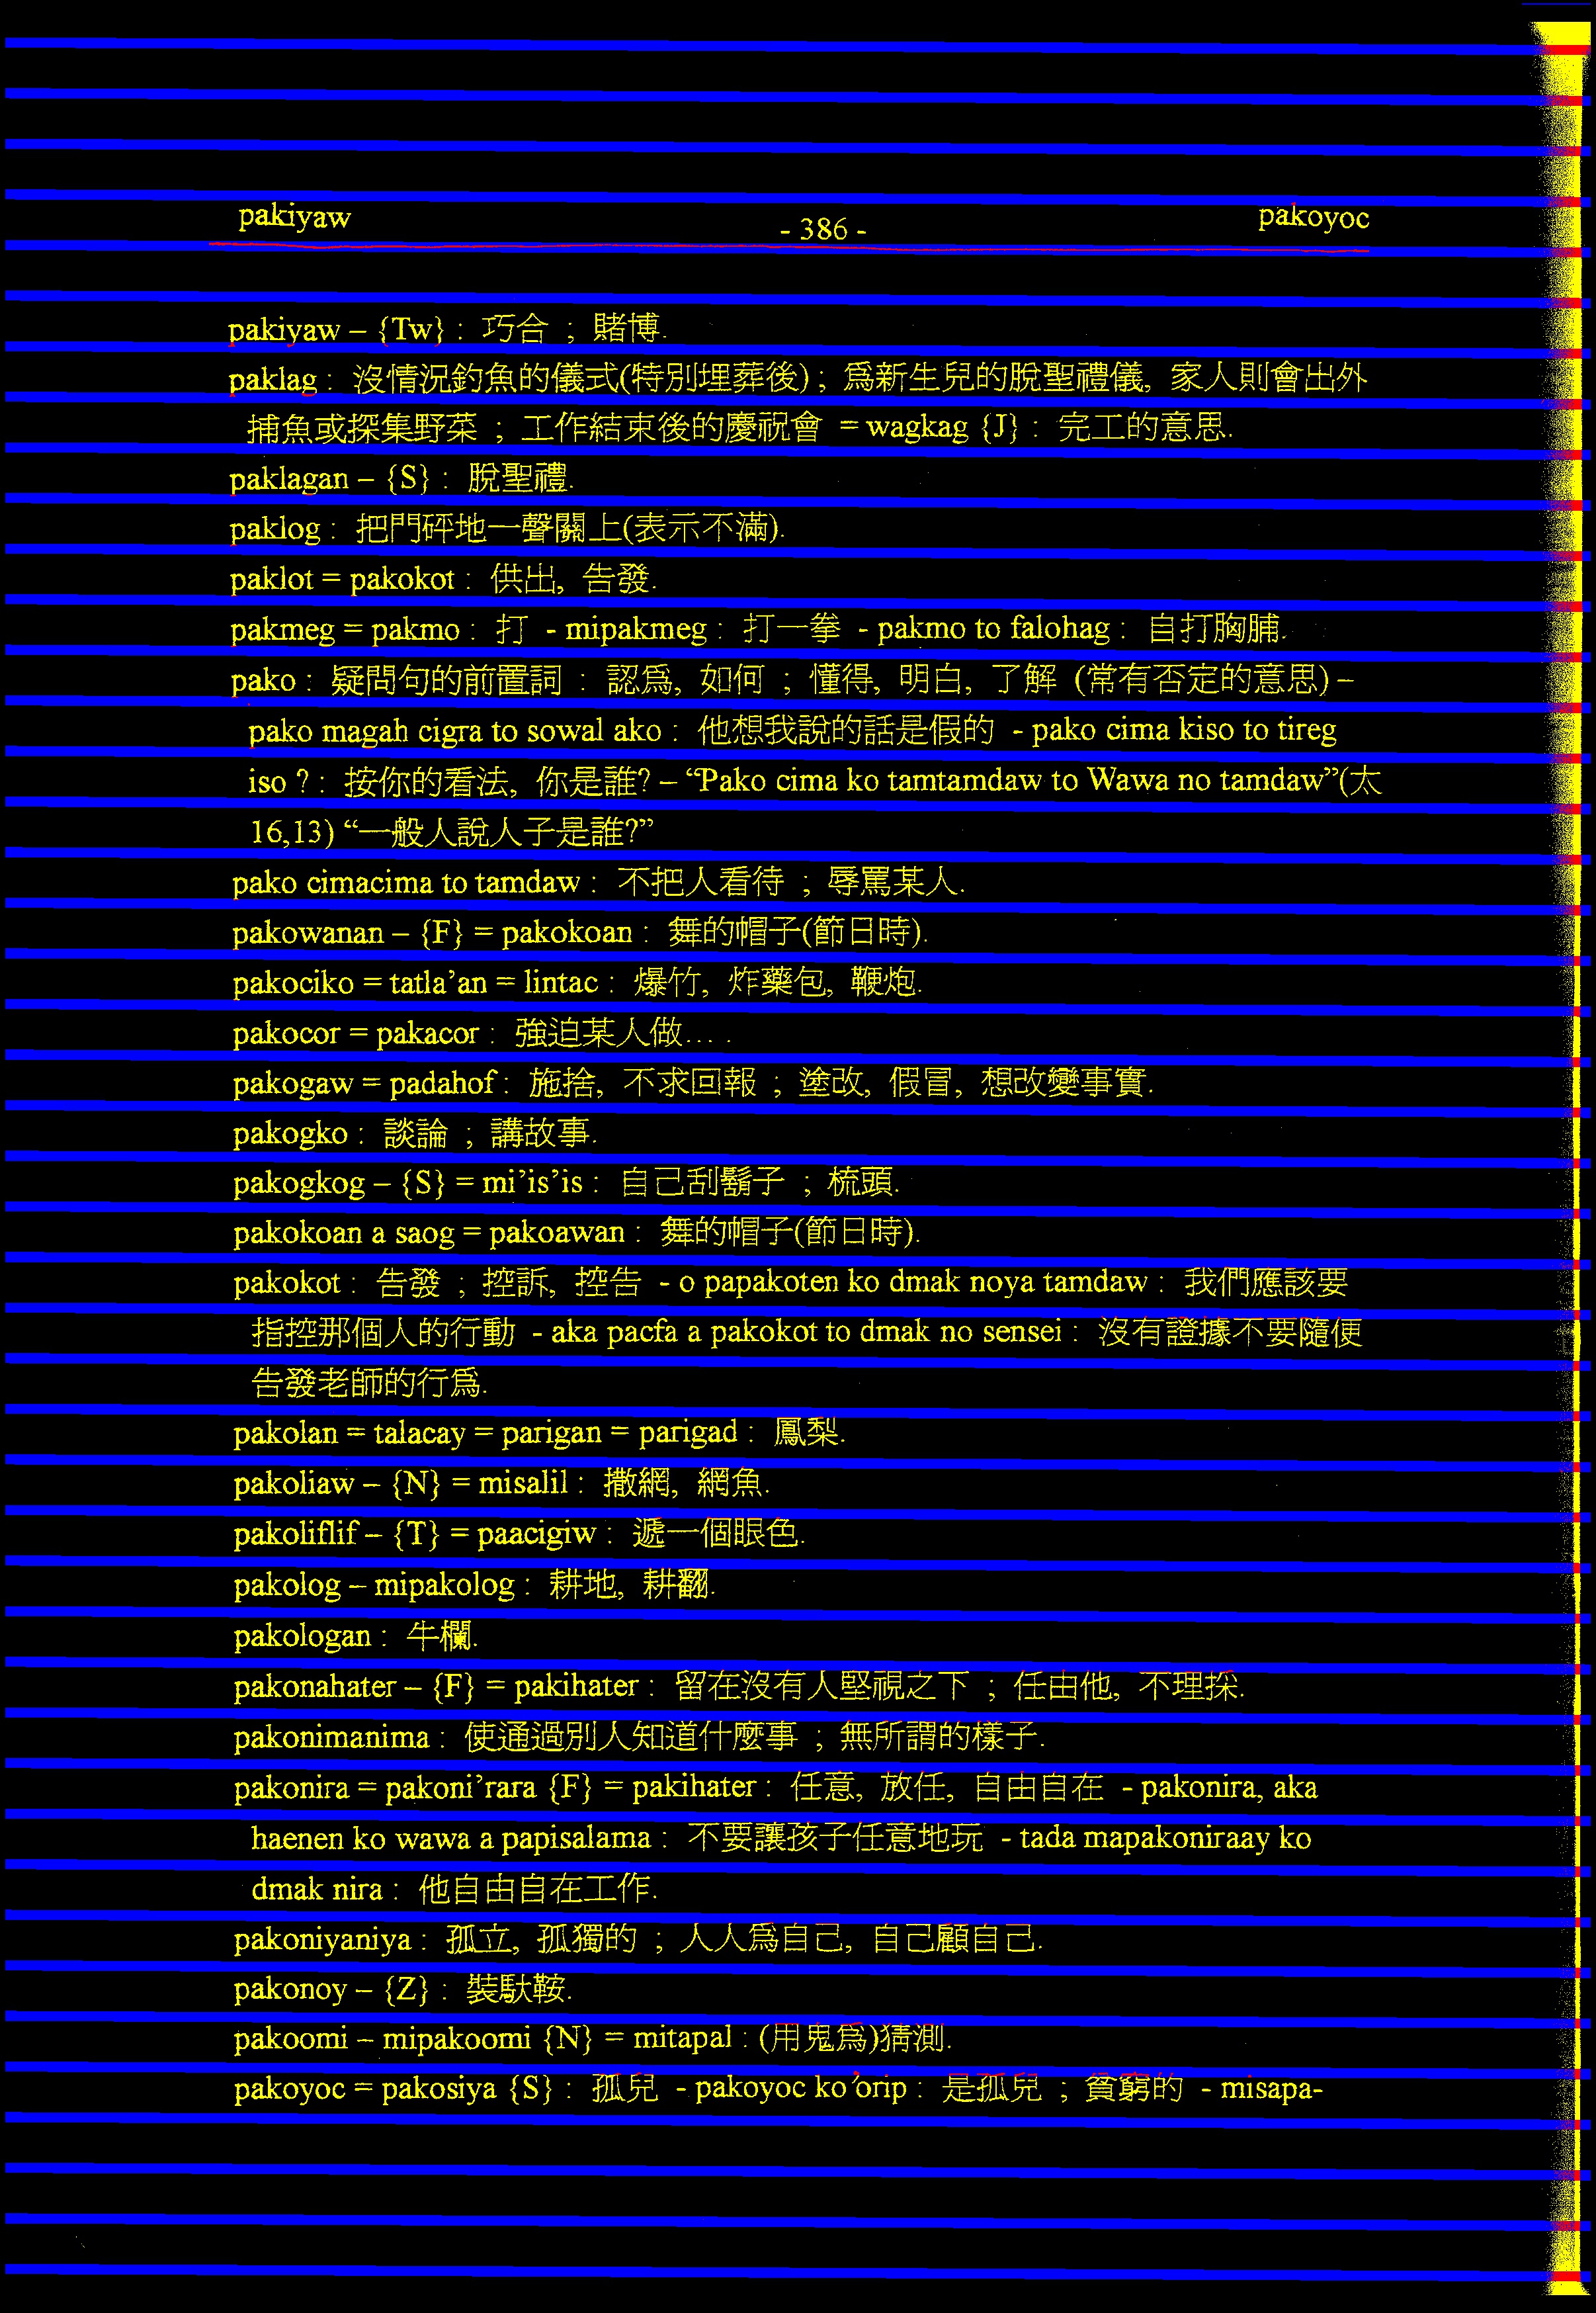 pakiyaw - 386 - pakoyoc
pakiyaw – {Tw} : 巧合 ; 賭博.
paklag : 沒情況釣魚的儀式(特別埋葬後) ; 爲新生兒的脫聖禮儀, 家人則會出外
捕魚或探集野菜 ; 工作結束後的慶祝會 = wagkag {J} : 完工的意思.
paklagan – {S} : 脫聖禮.
paklog : 把門砰地一聲關上(表示不滿).
paklot = pakokot : 供出, 告發.
pakmeg = pakmo : 打 - mipakmeg : 打一拳 - pakmo to falohag : 自打胸脯.
pako : 疑問句的前置詞 : 認爲, 如何 ; 懂得, 明白, 了解 (常有否定的意思) –
pako magah cigra to sowal ako : 他想我說的話是假的 - pako cima kiso to tireg
iso ? : 按你的看法, 你是誰? – “Pako cima ko tamtamdaw to Wawa no tamdaw”(太
16,13) “一般人說人子是誰?”
pako cimacima to tamdaw : 不把人看待 ; 辱罵某人.
pakowanan – {F} = pakokoan : 舞的帽子(節日時).
pakociko = tatla’an = lintac : 爆竹, 炸藥包, 鞭炮.
pakocor = pakacor : 強迫某人做... .
pakogaw = padahof : 施捨, 不求回報 ; 塗改, 假冒, 想改變事實.
pakogko : 談論 ; 講故事.
pakogkog – {S} = mi’is’is : 自己刮鬍子 ; 梳頭.
pakokoan a saog = pakoawan : 舞的帽子(節日時).
pakokot : 告發 ; 控訴, 控告 - o papakoten ko dmak noya tamdaw : 我們應該要
指控那個人的行動 - aka pacfa a pakokot to dmak no sensei : 沒有證據不要隨便
告發老師的行爲.
pakolan = talacay = parigan = parigad : 鳳梨.
pakoliaw – {N} = misalil : 撒網, 網魚.
pakoliflif – {T} = paacigiw : 遞一個眼色.
pakolog – mipakolog : 耕地, 耕翻.
pakologan : 牛欄.
pakonahater – {F} = pakihater : 留在沒有人堅視之下 ; 任由他, 不理採.
pakonimanima : 使通過別人知道什麼事 ; 無所謂的樣子.
pakonira = pakoni’rara {F} = pakihater : 任意, 放任, 自由自在 - pakonira, aka
haenen ko wawa a papisalama : 不要讓孩子任意地玩 - tada mapakoniraay ko
dmak nira : 他自由自在工作.
pakoniyaniya : 孤立, 孤獨的 ; 人人爲自己, 自己顧自己.
pakonoy – {Z} : 裝馱鞍.
pakoomi – mipakoomi {N} = mitapal : (用鬼爲)猜測.
pakoyoc = pakosiya {S} : 孤兒 - pakoyoc ko ’orip : 是孤兒 ; 貧窮的 - misapa-